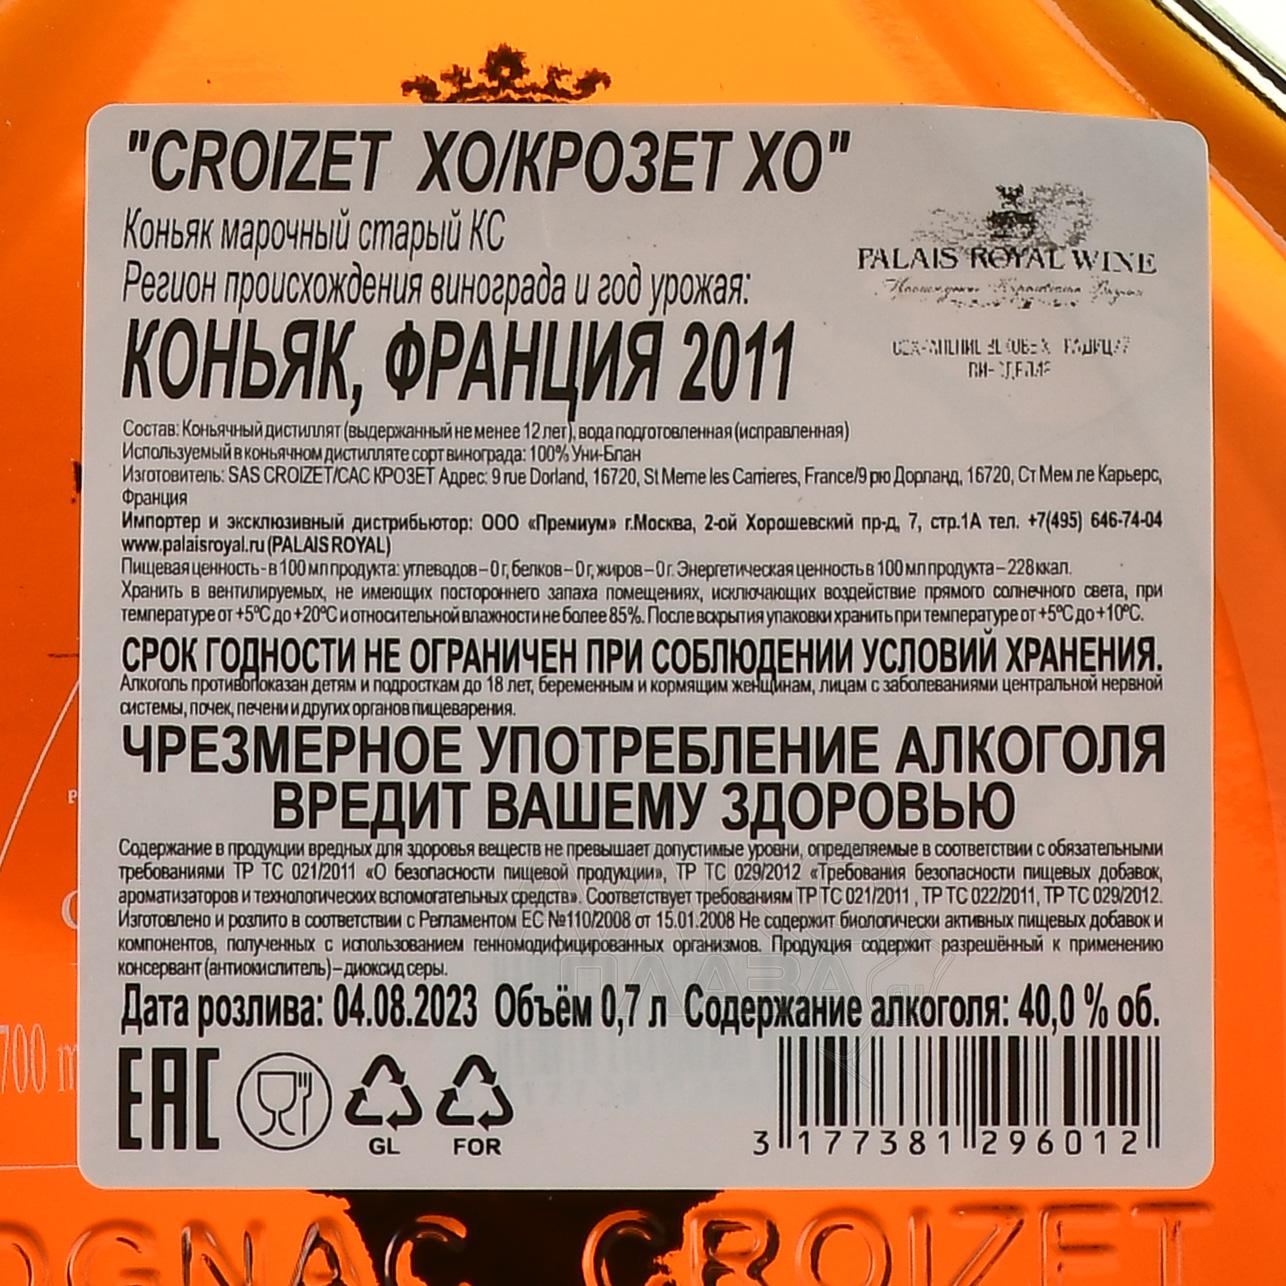 "CROIZET XO/КРОЗЕТ ХО"
Коньяк марочный старый КС
Регион происхождения винограда и год урожая:
КОНЬЯК, ФРАНЦИЯ 2011
PALAIS ROYAL WINE
Состав: Коньячный дистиллят (выдержанный не менее 12 лет), вода подготовленная (исправленная)
Используемый в коньячном дистилляте сорт винограда: 100% Уни-Блан
Изготовитель: SAS CROIZET/САС КРОЗЕТ Адрес: 9 rue Dorland, 16720, St Meme les Carrieres, France/9 рю Дорланд, 16720, Ст Мем ле Карьерс,
Франция
Импортер и эксклюзивный дистрибьютор: ООО «Премиум» г.Москва, 2-ой Хорошевский пр-д, 7, стр.1А тел. +7(495) 646-74-04
www.palaisroyal.ru (PALAIS ROYAL)
Пищевая ценность - в 100 мл продукта: углеводов – 0 г, белков – 0 г, жиров – 0 г. Энергетическая ценность в 100 мл продукта – 228 ккал.
Хранить в вентилируемых, не имеющих постороннего запаха помещениях, исключающих воздействие прямого солнечного света, при
температуре от +5ºС до +20ºС и относительной влажности не более 85%. После вскрытия упаковки хранить при температуре от +5ºС до +10ºС.
СРОК ГОДНОСТИ НЕ ОГРАНИЧЕН ПРИ СОБЛЮДЕНИИ УСЛОВИЙ ХРАНЕНИЯ.
Алкоголь противопоказан детям и подросткам до 18 лет, беременным и кормящим женщинам, лицам с заболеваниями центральной нервной
системы, почек, печени и других органов пищеварения.
ЧРЕЗМЕРНОЕ УПОТРЕБЛЕНИЕ АЛКОГОЛЯ
ВРЕДИТ ВАШЕМУ ЗДОРОВЬЮ
Содержание в продукции вредных для здоровья веществ не превышает допустимые уровни, определяемые в соответствии с обязательными
требованиями ТР ТС 021/2011 «О безопасности пищевой продукции», ТР ТС 029/2012 «Требования безопасности пищевых добавок,
ароматизаторов и технологических вспомогательных средств». Соответствует требованиям ТР ТС 021/2011 , ТР ТС 022/2011, ТР ТС 029/2012.
Изготовлено и розлито в соответствии с Регламентом ЕС №110/2008 от 15.01.2008 Не содержит биологически активных пищевых добавок и
компонентов, полученных с использованием генномодифицированных организмов. Продукция содержит разрешённый к применению
консервант (антиокислитель) – диоксид серы.
Дата розлива: 04.08.2023 Объём 0,7 л Содержание алкоголя: 40,0 % об.
700 m
EAC
GL
FOR
3 177381 296012
OGNAC CROIZET